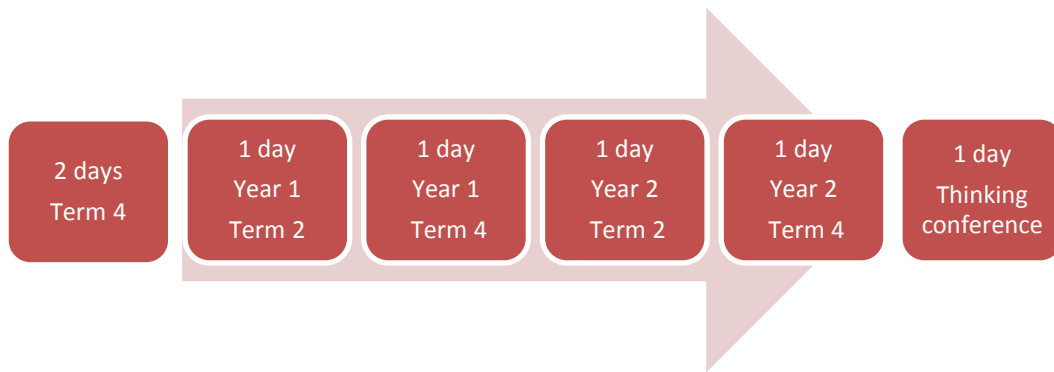 2 days
Term 4
1 day
Year 1
Term 2
1 day
Year 1
Term 4
1 day
Year 2
Term 2
1 day
Year 2
Term 4
1 day
Thinking
conference